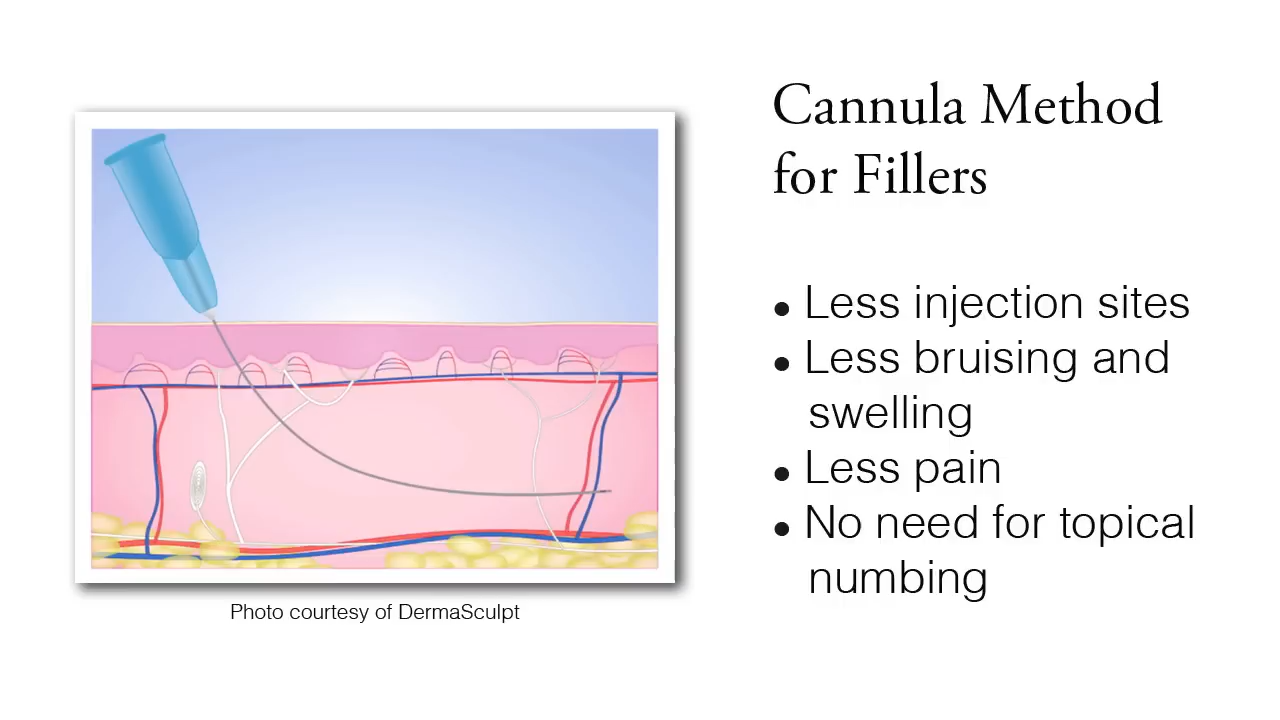 Cannula Method
for Fillers
• Less injection sites
• Less bruising and
swelling
• Less pain
• No need for topical
numbing
Photo courtesy of DermaSculpt